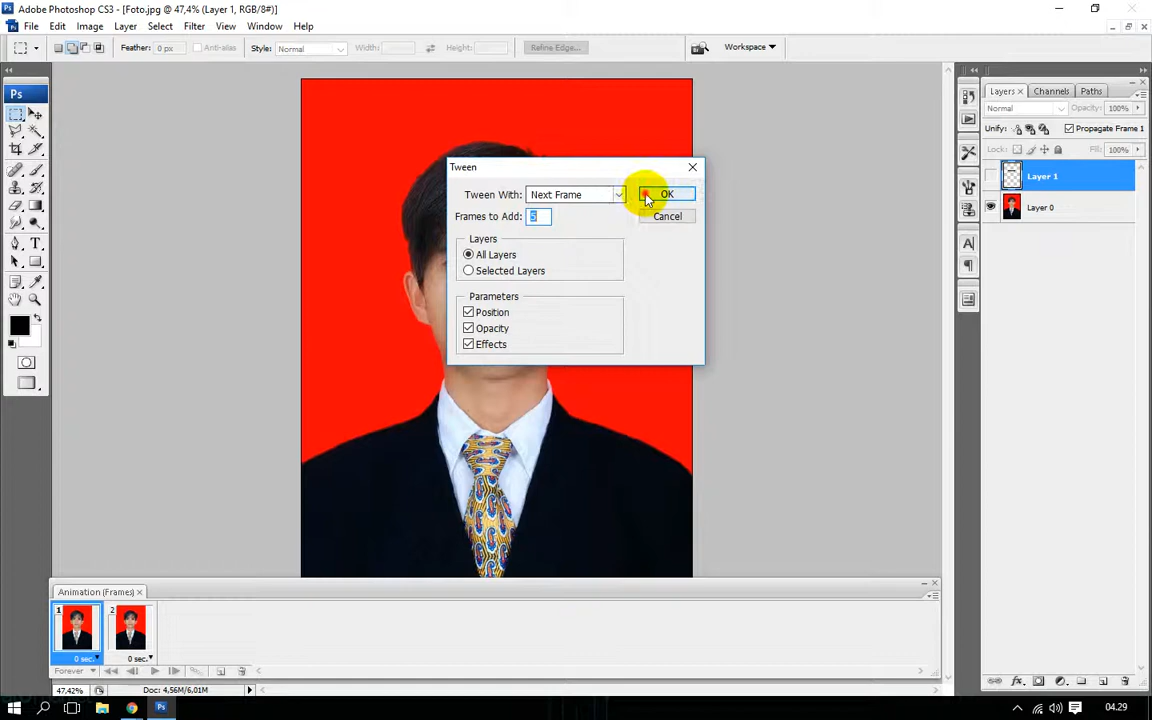 Adobe Photoshop CS3 - [Foto.jpg @ 47,4% (Layer 1, RGB/8#)]
File Edit Image Layer Select Filter View Window Help
Feather: 0 px Anti-alias Style: Normal Width: Height: Refine Edge... Workspace
Ps
Layers Channels Paths
Normal Opacity: 100%
Unify: Propagate Frame 1
Lock: Fill: 100%
Layer 1
Layer 0
Tween
Tween With: Next Frame OK
Frames to Add: 5 Cancel
Layers
All Layers
Selected Layers
Parameters
Position
Opacity
Effects
Animation (Frames)
1 2
0 sec. 0 sec.
Forever
47,42% Doc: 4,56M/6,01M
04.29